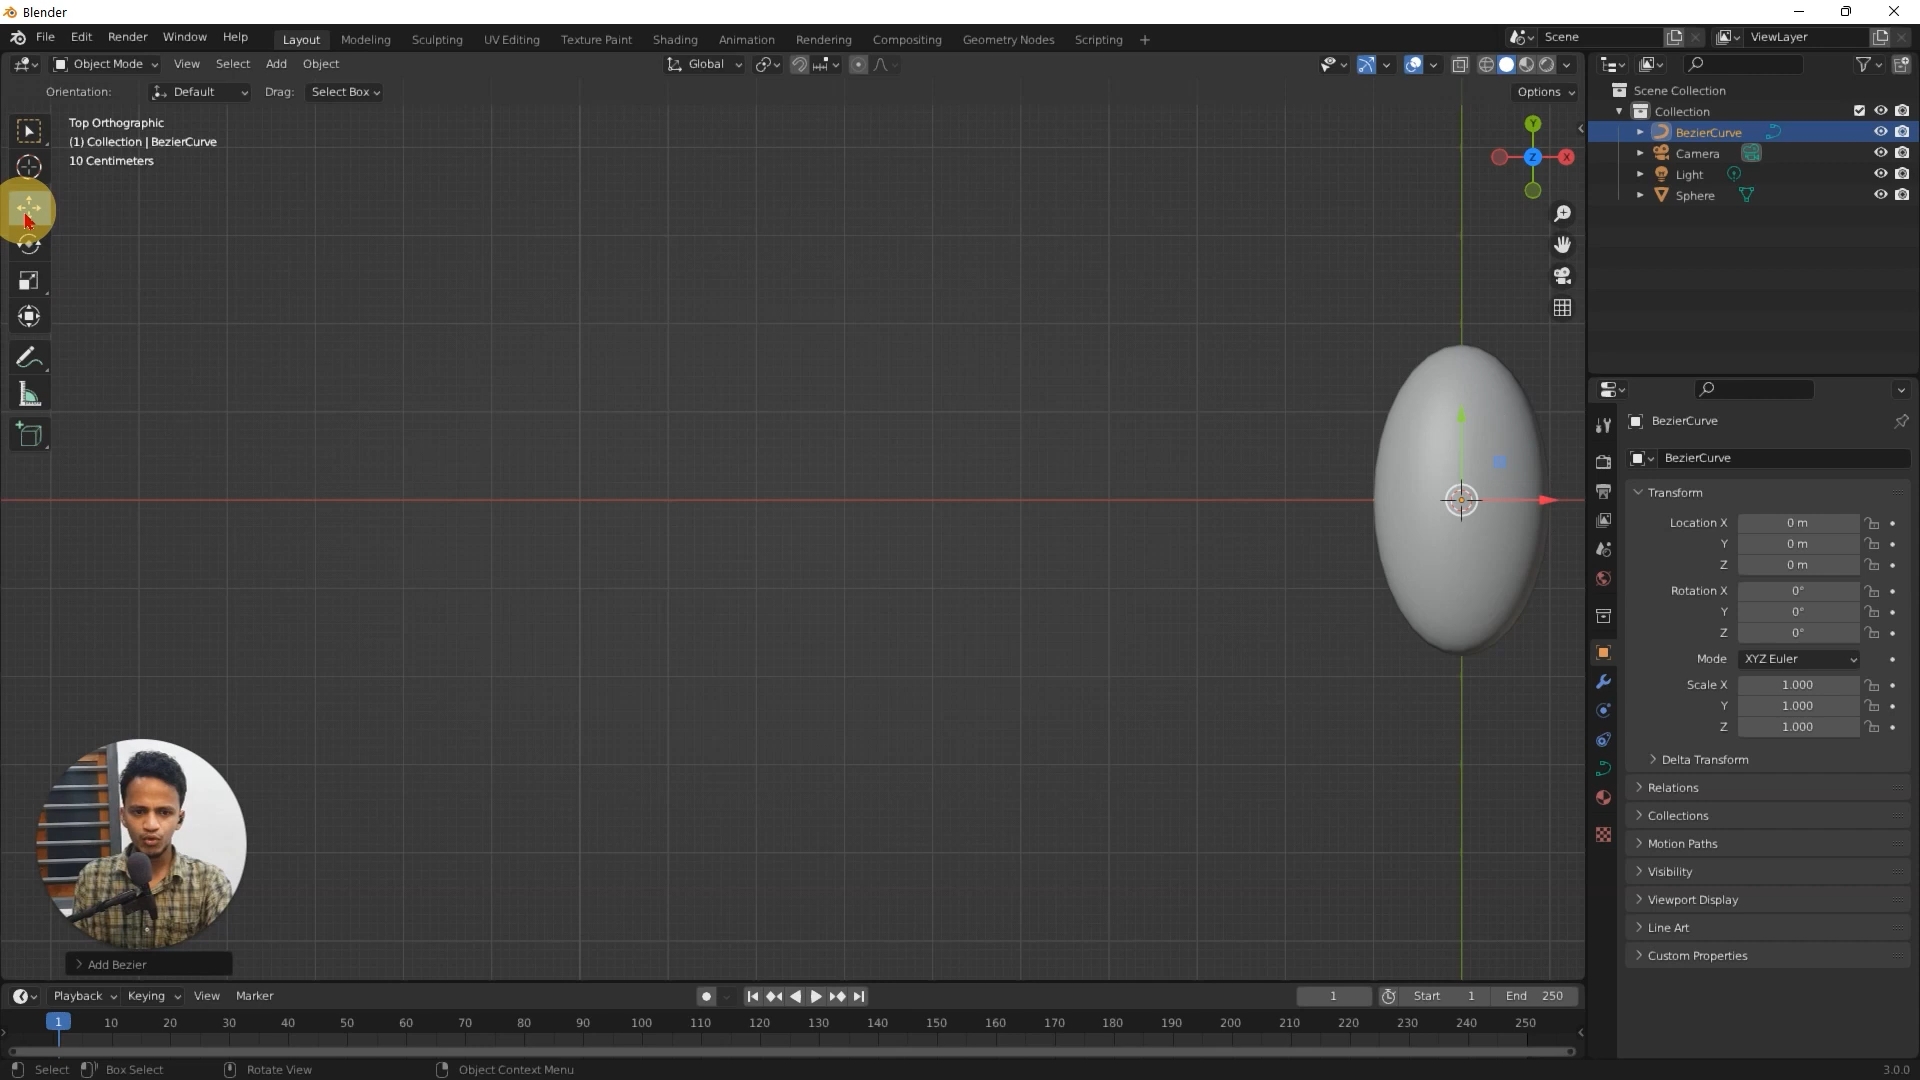 Blender
File Edit Render Window Help Layout Modeling Sculpting UV Editing Texture Paint Shading Animation Rendering Compositing Geometry Nodes Scripting + Scene ViewLayer
Object Mode View Select Add Object Global
Orientation: Default Drag: Select Box Options
Top Orthographic
(1) Collection | BezierCurve
10 Centimeters
Y
X
Z
Scene Collection
Collection
BezierCurve
Camera
Light
Sphere
BezierCurve
BezierCurve
Transform
Location X 0 m
Y 0 m
Z 0 m
Rotation X 0°
Y 0°
Z 0°
Mode XYZ Euler
Scale X 1.000
Y 1.000
Z 1.000
Delta Transform
Relations
Collections
Motion Paths
Visibility
Viewport Display
Line Art
Custom Properties
Add Bezier
Playback Keying View Marker 1 Start 1 End 250
1 10 20 30 40 50 60 70 80 90 100 110 120 130 140 150 160 170 180 190 200 210 220 230 240 250
Select Box Select Rotate View Object Context Menu 3.0.0